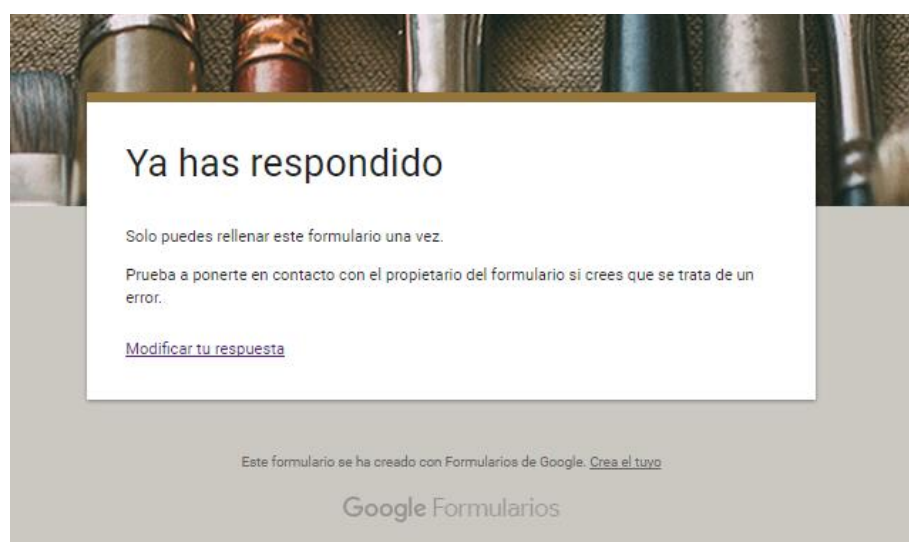 Ya has respondido
Solo puedes rellenar este formulario una vez.
Prueba a ponerte en contacto con el propietario del formulario si crees que se trata de un
error.
Modificar tu respuesta
Este formulario se ha creado con Formularios de Google. Crea el tuyo
Google Formularios